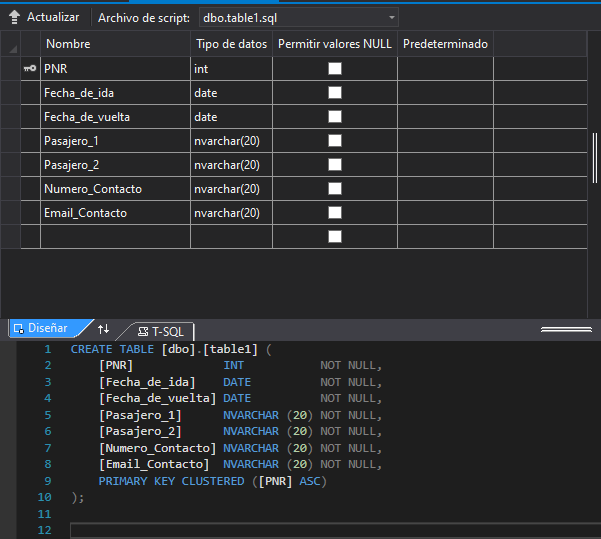 Actualizar Archivo de script: dbo.table1.sql
Nombre Tipo de datos Permitir valores NULL Predeterminado
PNR int
Fecha_de_ida date
Fecha_de_vuelta date
Pasajero_1 nvarchar(20)
Pasajero_2 nvarchar(20)
Numero_Contacto nvarchar(20)
Email_Contacto nvarchar(20)
Diseñar T-SQL
1 CREATE TABLE [dbo].[table1] (
2 [PNR] INT NOT NULL,
3 [Fecha_de_ida] DATE NOT NULL,
4 [Fecha_de_vuelta] DATE NOT NULL,
5 [Pasajero_1] NVARCHAR (20) NOT NULL,
6 [Pasajero_2] NVARCHAR (20) NOT NULL,
7 [Numero_Contacto] NVARCHAR (20) NOT NULL,
8 [Email_Contacto] NVARCHAR (20) NOT NULL,
9 PRIMARY KEY CLUSTERED ([PNR] ASC)
10 );
11
12